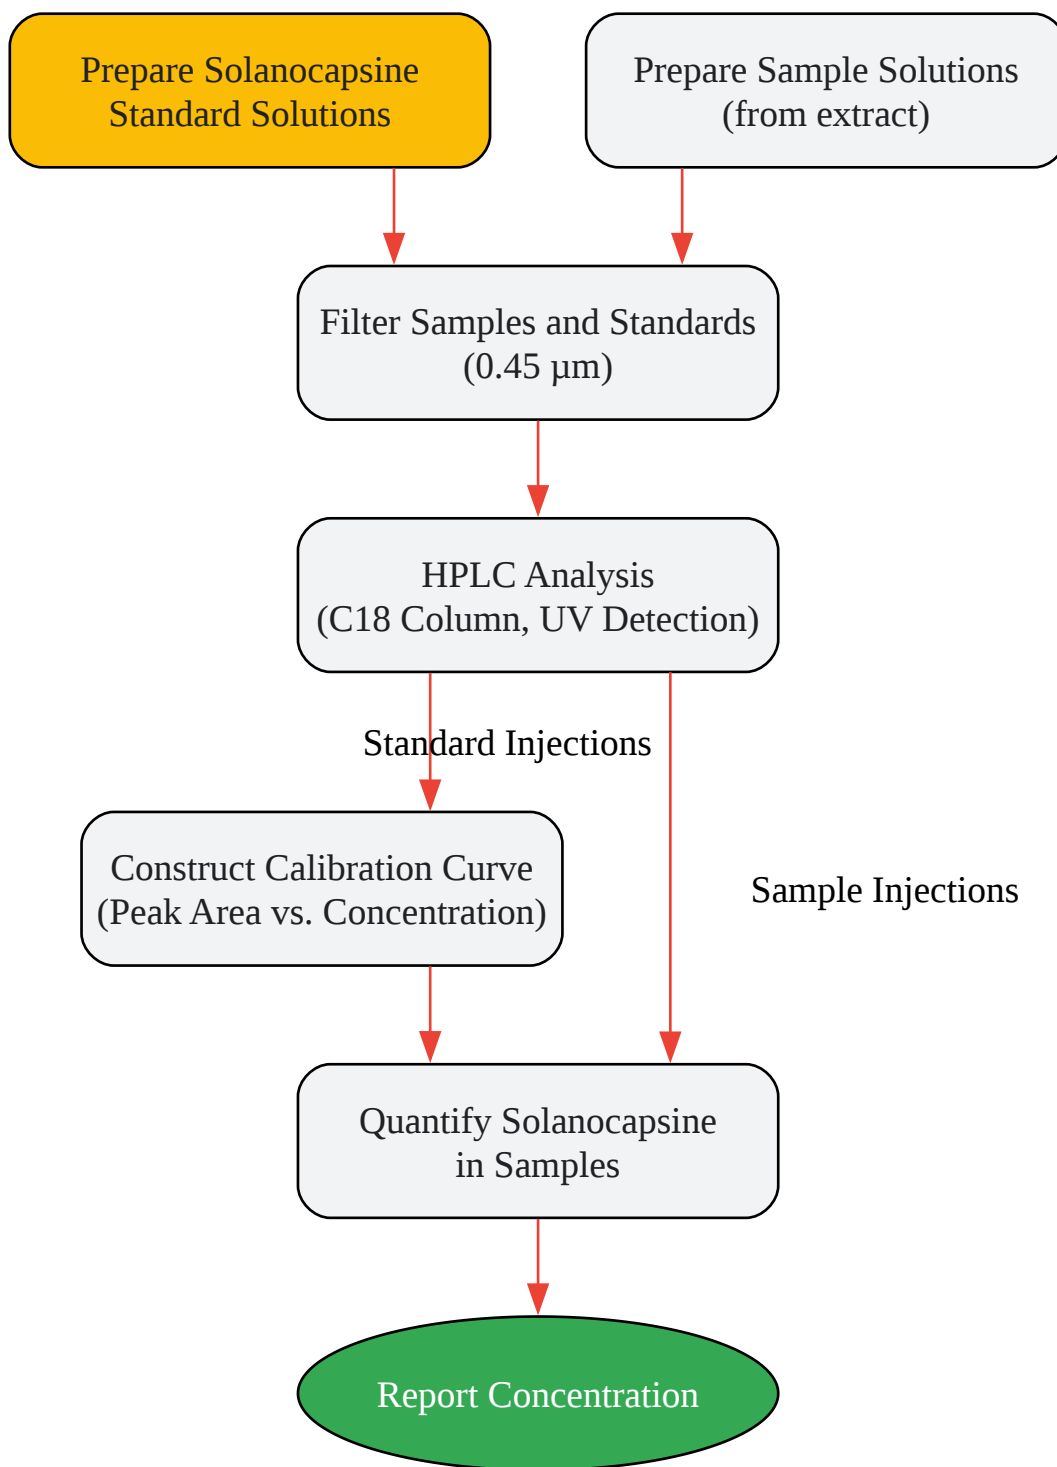 Prepare Solanocapsine
Standard Solutions
Prepare Sample Solutions
(from extract)
Filter Samples and Standards
(0.45 µm)
HPLC Analysis
(C18 Column, UV Detection)
Standard Injections
Construct Calibration Curve
(Peak Area vs. Concentration)
Sample Injections
Quantify Solanocapsine
in Samples
Report Concentration